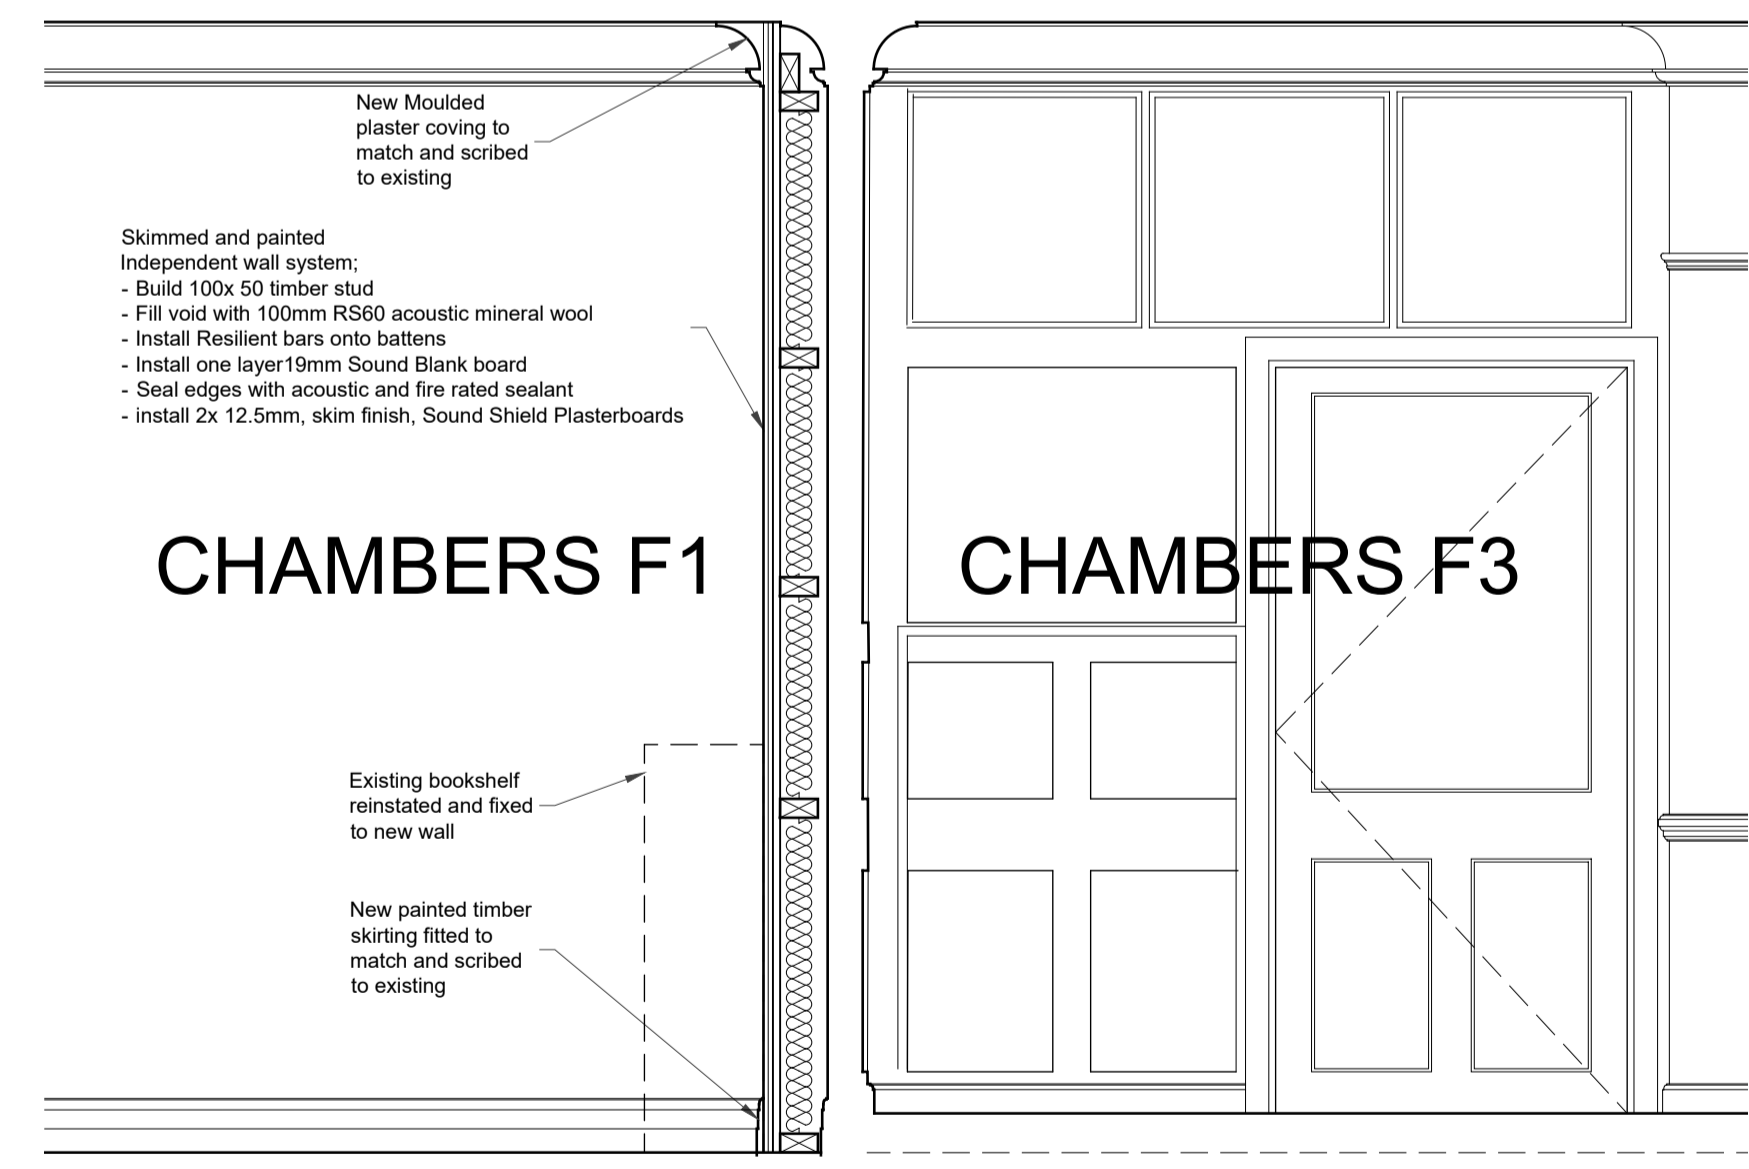 New Moulded
plaster coving to
match and scribed
to existing
Skimmed and painted
Independent wall system;
- Build 100x 50 timber stud
- Fill void with 100mm RS60 acoustic mineral wool
- Install Resilient bars onto battens
- Install one layer19mm Sound Blank board
- Seal edges with acoustic and fire rated sealant
- install 2x 12.5mm, skim finish, Sound Shield Plasterboards
CHAMBERS F1
CHAMBERS F3
Existing bookshelf
reinstated and fixed
to new wall
New painted timber
skirting fitted to
match and scribed
to existing